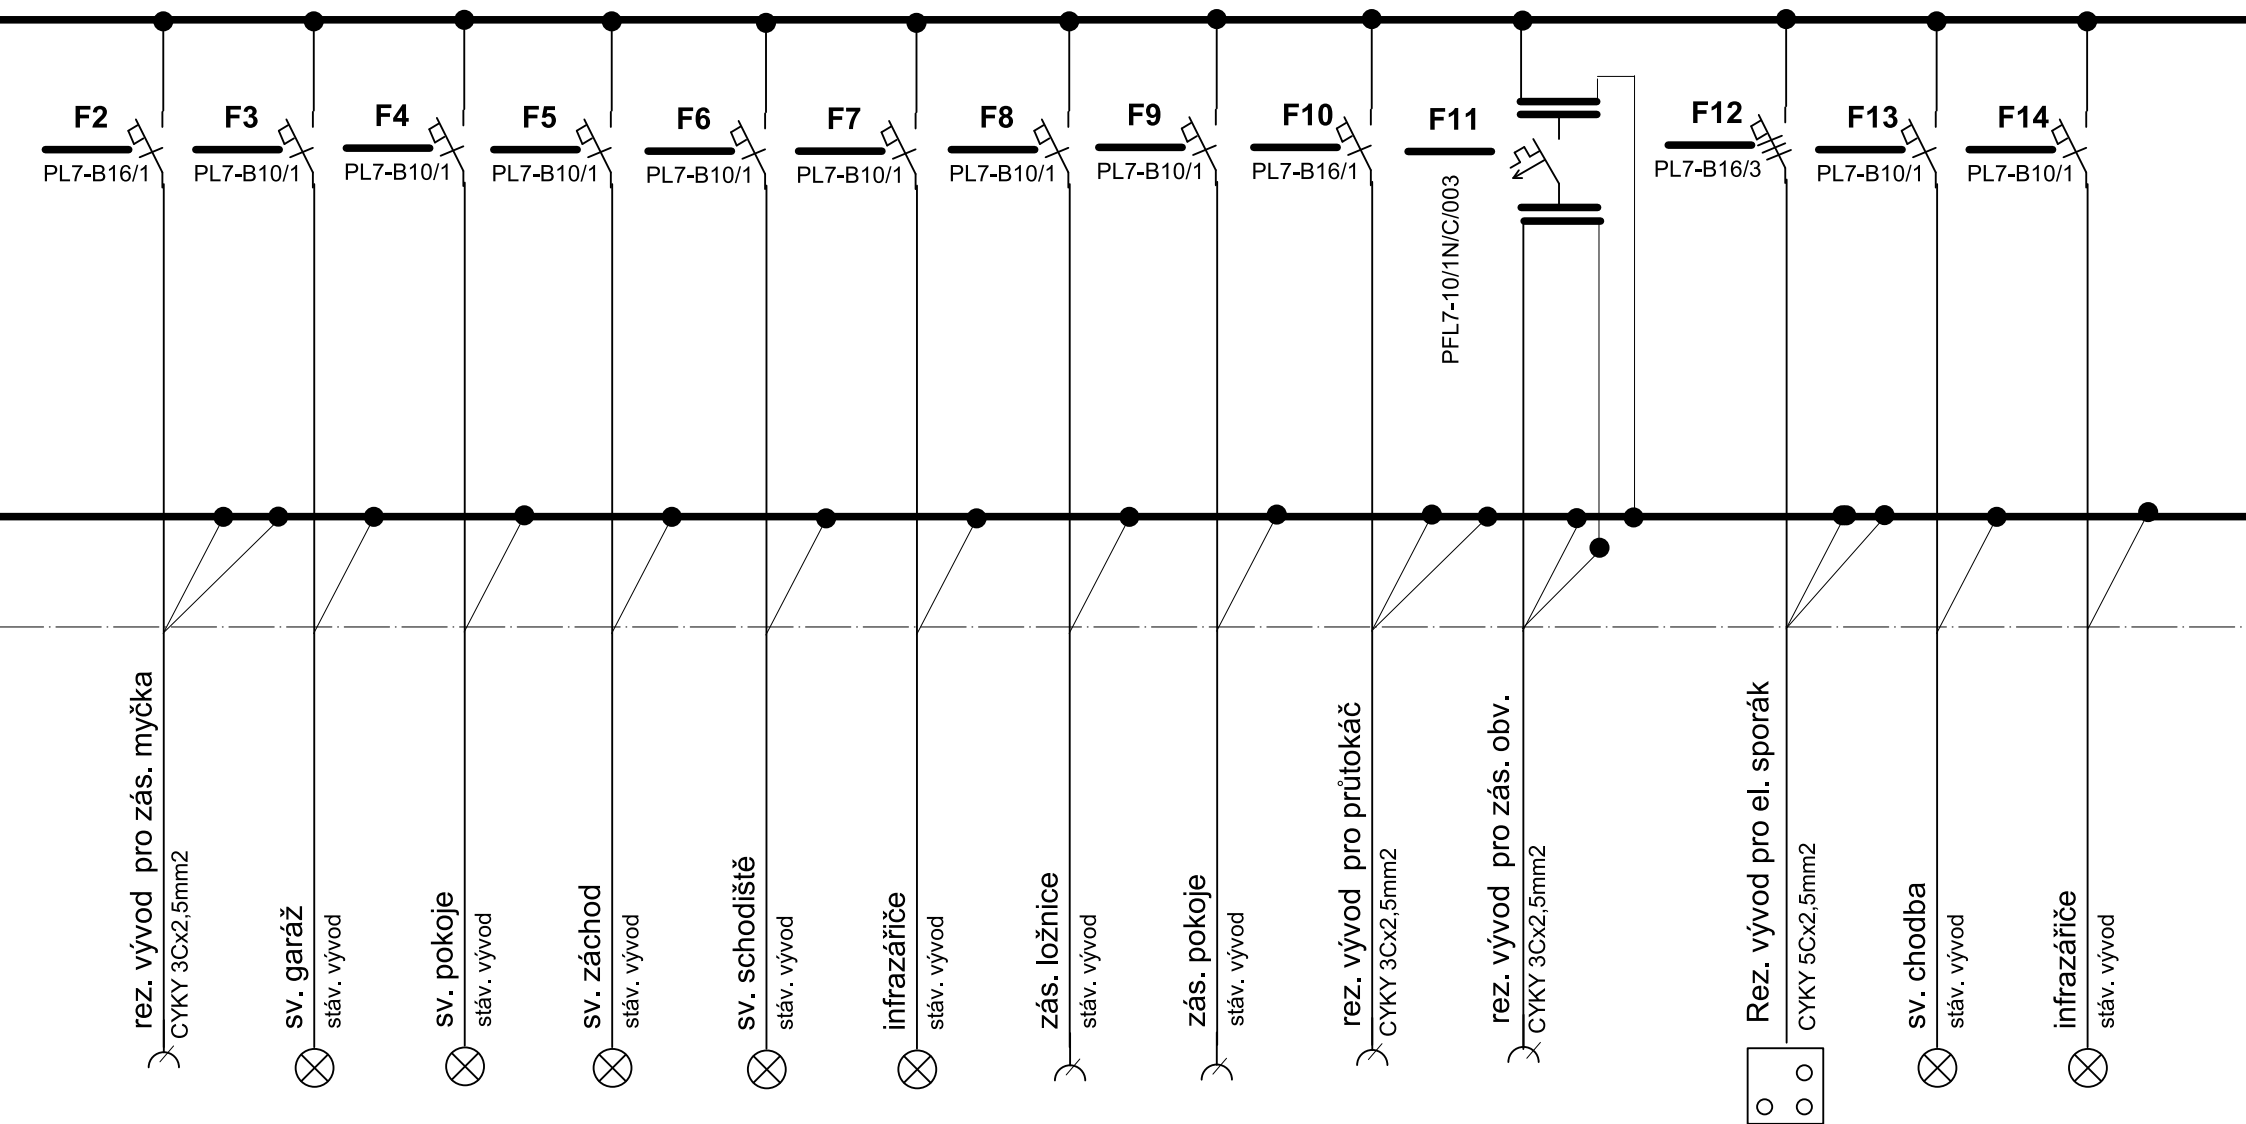 F2
PL7-B16/1
F3
PL7-B10/1
F4
PL7-B10/1
F5
PL7-B10/1
F6
PL7-B10/1
F7
PL7-B10/1
F8
PL7-B10/1
F9
PL7-B10/1
F10
PL7-B16/1
F11
PFL7-10/1N/C/003
F12
PL7-B16/3
F13
PL7-B10/1
F14
PL7-B10/1
rez. vývod pro zás. myčka
CYKY 3Cx2,5mm2
sv. garáž
stáv. vývod
sv. pokoje
stáv. vývod
sv. záchod
stáv. vývod
sv. schodiště
stáv. vývod
infrazářiče
stáv. vývod
zás. ložnice
stáv. vývod
zás. pokoje
stáv. vývod
rez. vývod pro průtokáč
CYKY 3Cx2,5mm2
rez. vývod pro zás. obv.
CYKY 3Cx2,5mm2
Rez. vývod pro el. sporák
CYKY 5Cx2,5mm2
sv. chodba
stáv. vývod
infrazářiče
stáv. vývod